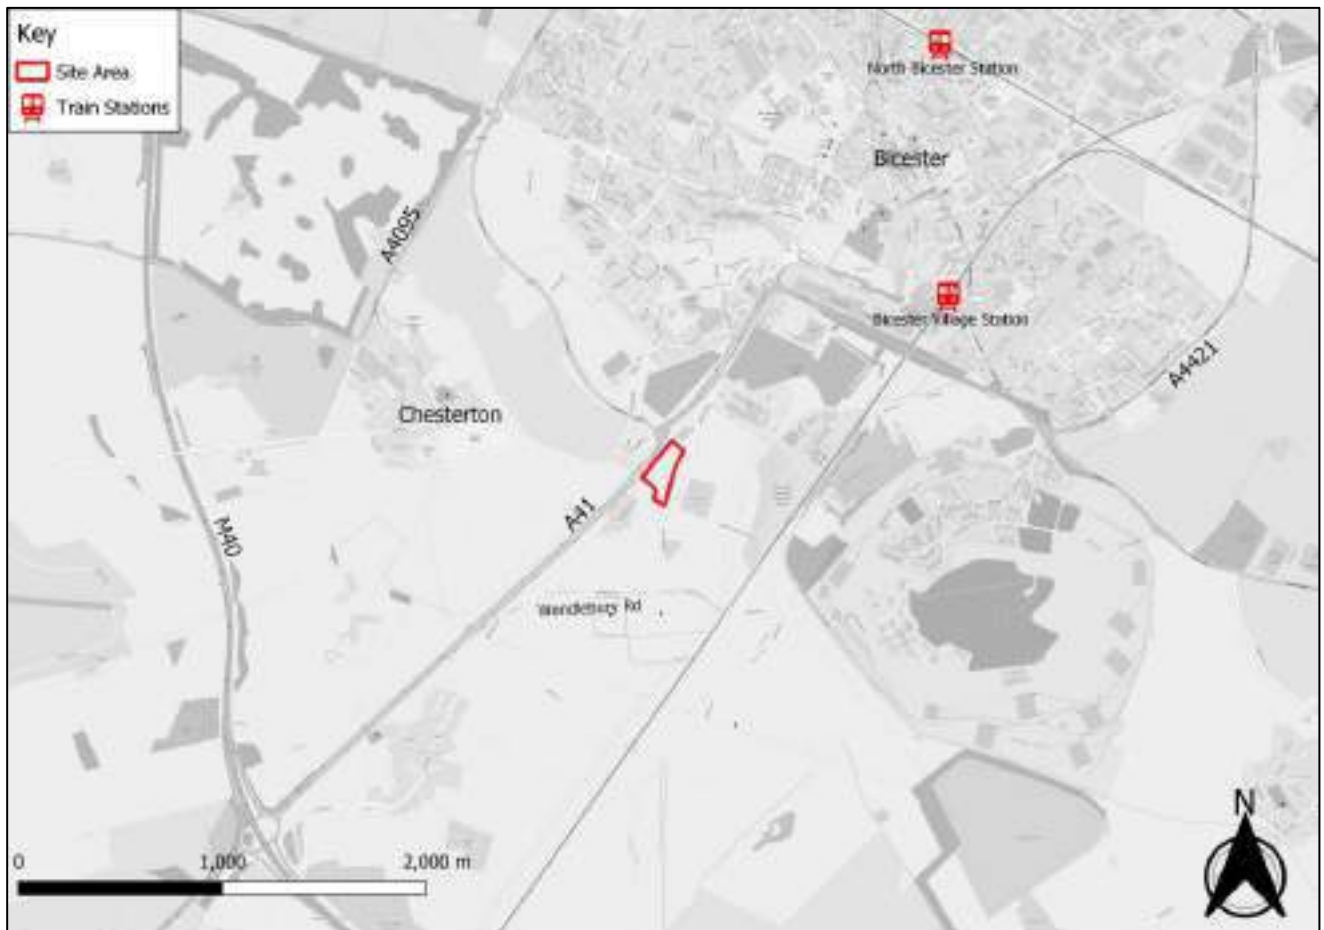 Key
Site Area
Train Stations
North Bicester Station
Bicester
A4095
Bicester Village Station
A4421
Chesterton
A41
M40
Wendlebury Rd
N
0 1,000 2,000 m